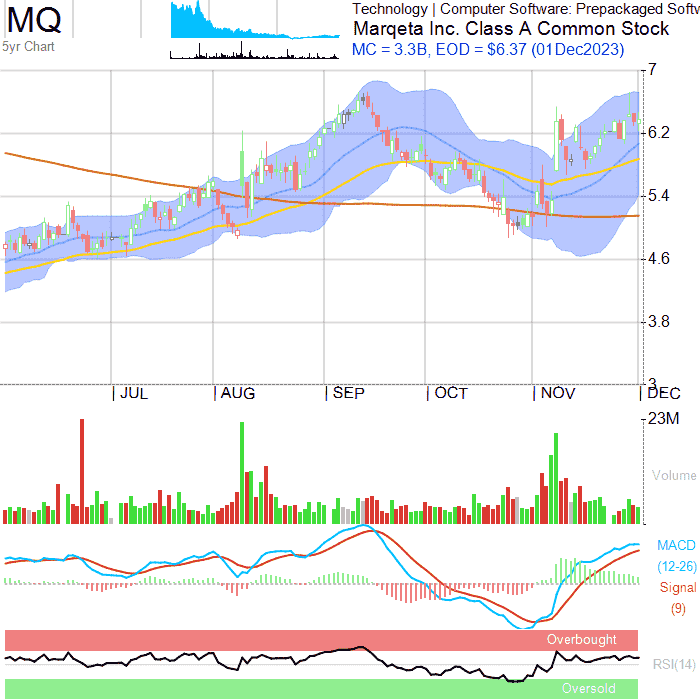 MQ
5yr Chart
Technology | Computer Software: Prepackaged Softw
Marqeta Inc. Class A Common Stock
MC = 3.3B, EOD = $6.37 (01Dec2023)
7
6.2
5.4
4.6
3.8
3
JUL AUG SEP OCT NOV DEC
23M
Volume
MACD
(12-26)
Signal
(9)
Overbought
RSI(14)
Oversold